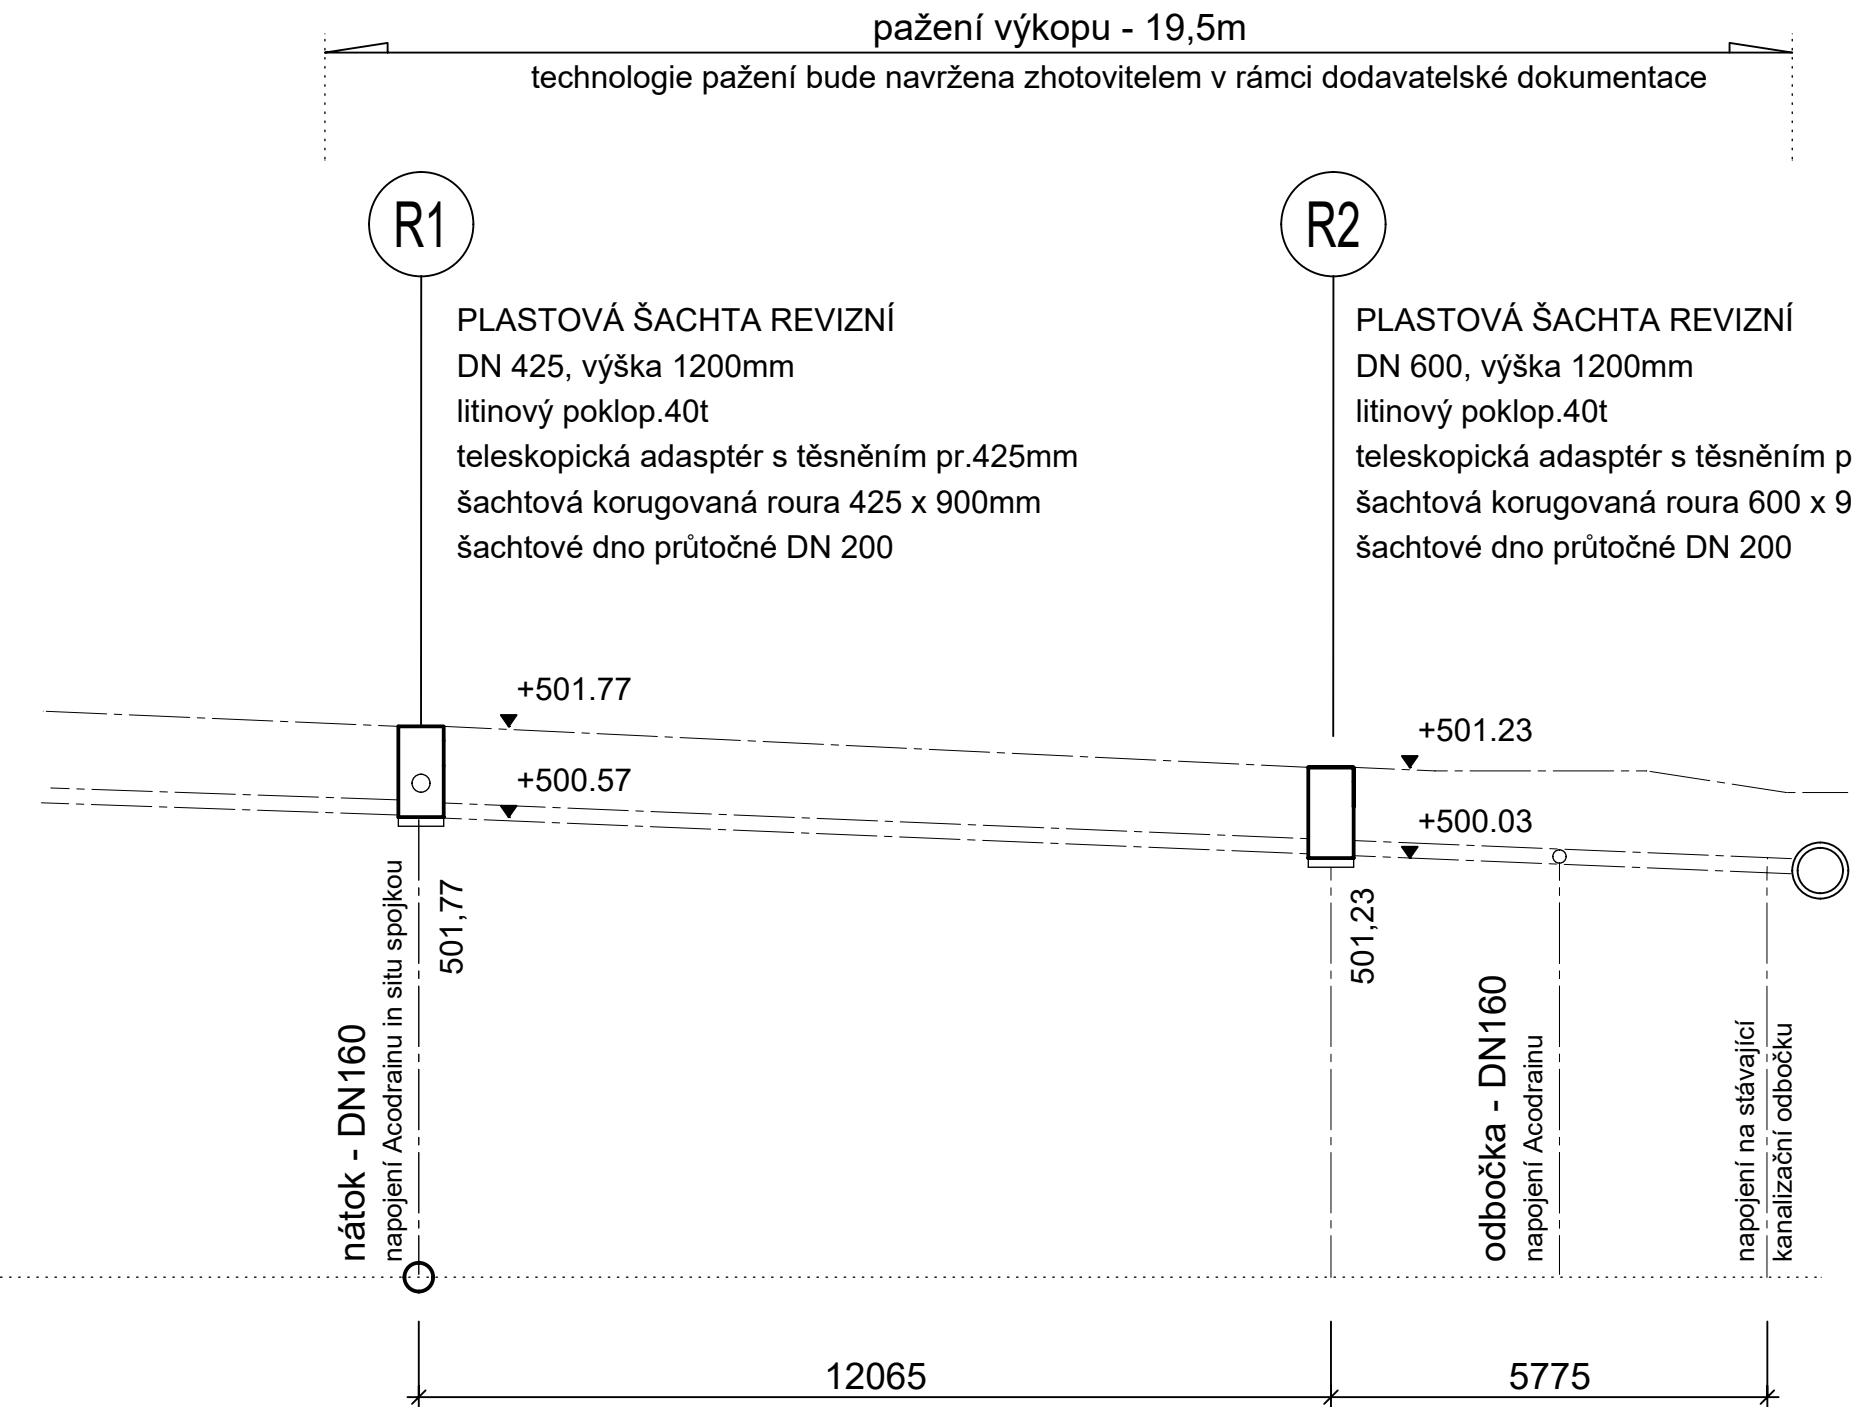 pažení výkopu - 19,5m
technologie pažení bude navržena zhotovitelem v rámci dodavatelské dokumentace
R1
R2
PLASTOVÁ ŠACHTA REVIZNÍ
DN 425, výška 1200mm
litinový poklop.40t
teleskopická adasptér s těsněním pr.425mm
šachtová korugovaná roura 425 x 900mm
šachtové dno průtočné DN 200
PLASTOVÁ ŠACHTA REVIZNÍ
DN 600, výška 1200mm
litinový poklop.40t
teleskopická adasptér s těsněním p
šachtová korugovaná roura 600 x 9
šachtové dno průtočné DN 200
+501.77
+500.57
+501.23
+500.03
nátok - DN160
napojení Acodrainu in situ spojkou
501,77
501,23
odbočka - DN160
napojení Acodrainu
napojení na stávající
kanalizační odbočku
12065
5775